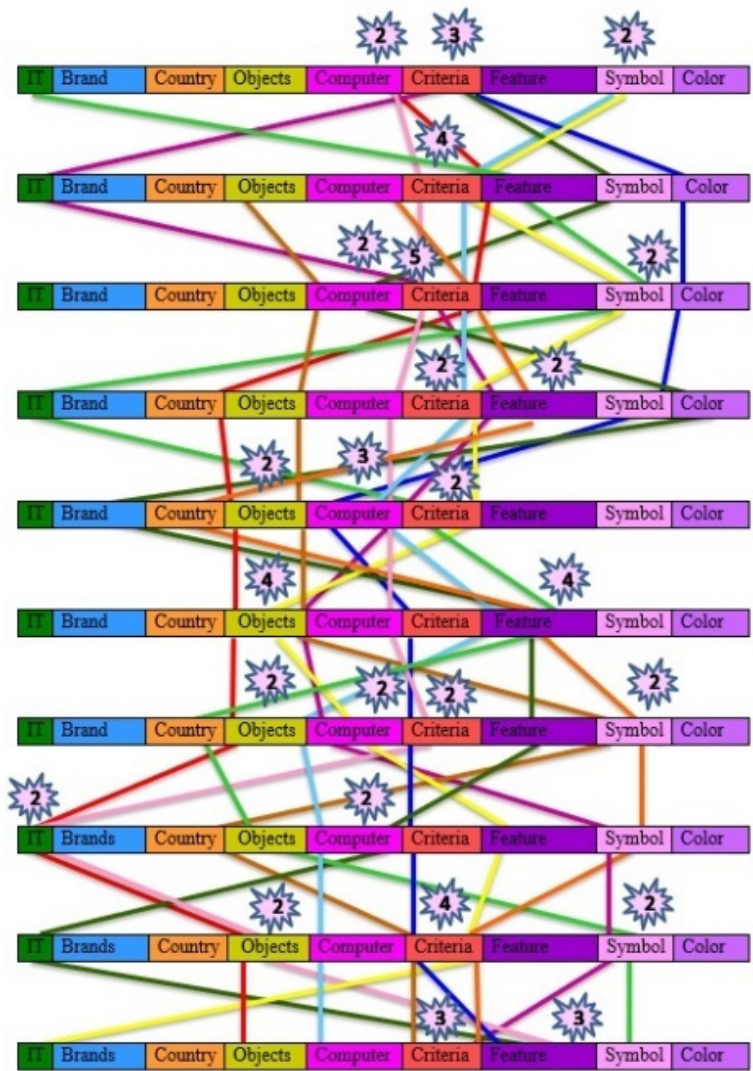 2 3 2
IT Brand Country Objects Computer Criteria Feature Symbol Color
4
IT Brand Country Objects Computer Criteria Feature Symbol Color
2 5 2
IT Brand Country Objects Computer Criteria Feature Symbol Color
2 2
IT Brand Country Objects Computer Criteria Feature Symbol Color
2 3 2
IT Brand Country Objects Computer Criteria Feature Symbol Color
4 4
IT Brand Country Objects Computer Criteria Feature Symbol Color
2 2 2 2
IT Brand Country Objects Computer Criteria Feature Symbol Color
2 2
IT Brand Country Objects Computer Criteria Feature Symbol Color
2 4 2
IT Brands Country Objects Computer Criteria Feature Symbol Color
3 3
IT Brands Country Objects Computer Criteria Feature Symbol Color